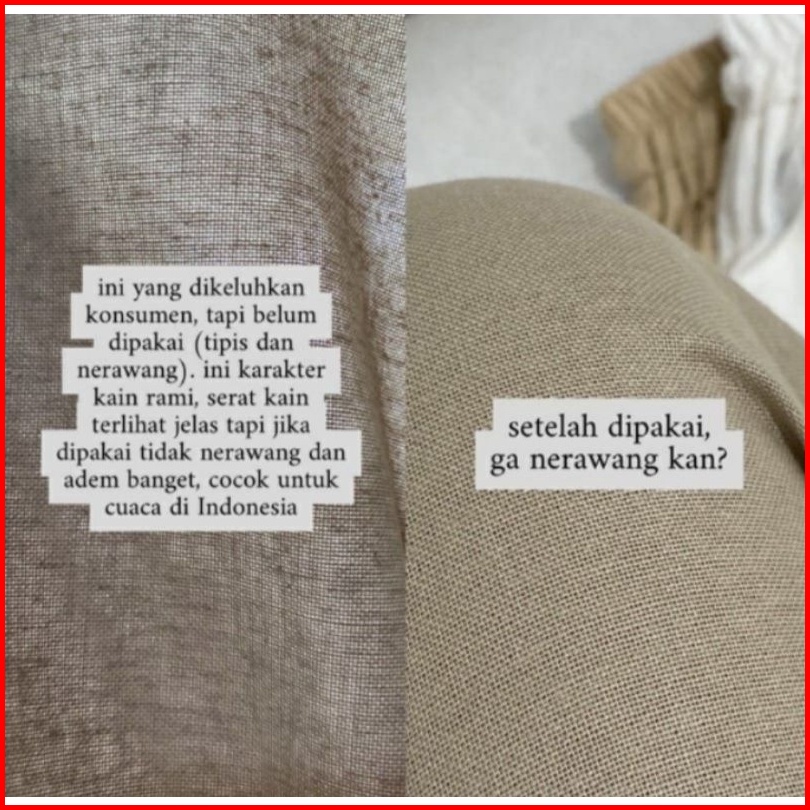 ini yang dikeluhkan
konsumen, tapi belum
dipakai (tipis dan
nerawang). ini karakter
kain rami, serat kain
terlihat jelas tapi jika
dipakai tidak nerawang dan
adem banget, cocok untuk
cuaca di Indonesia
setelah dipakai,
ga nerawang kan?